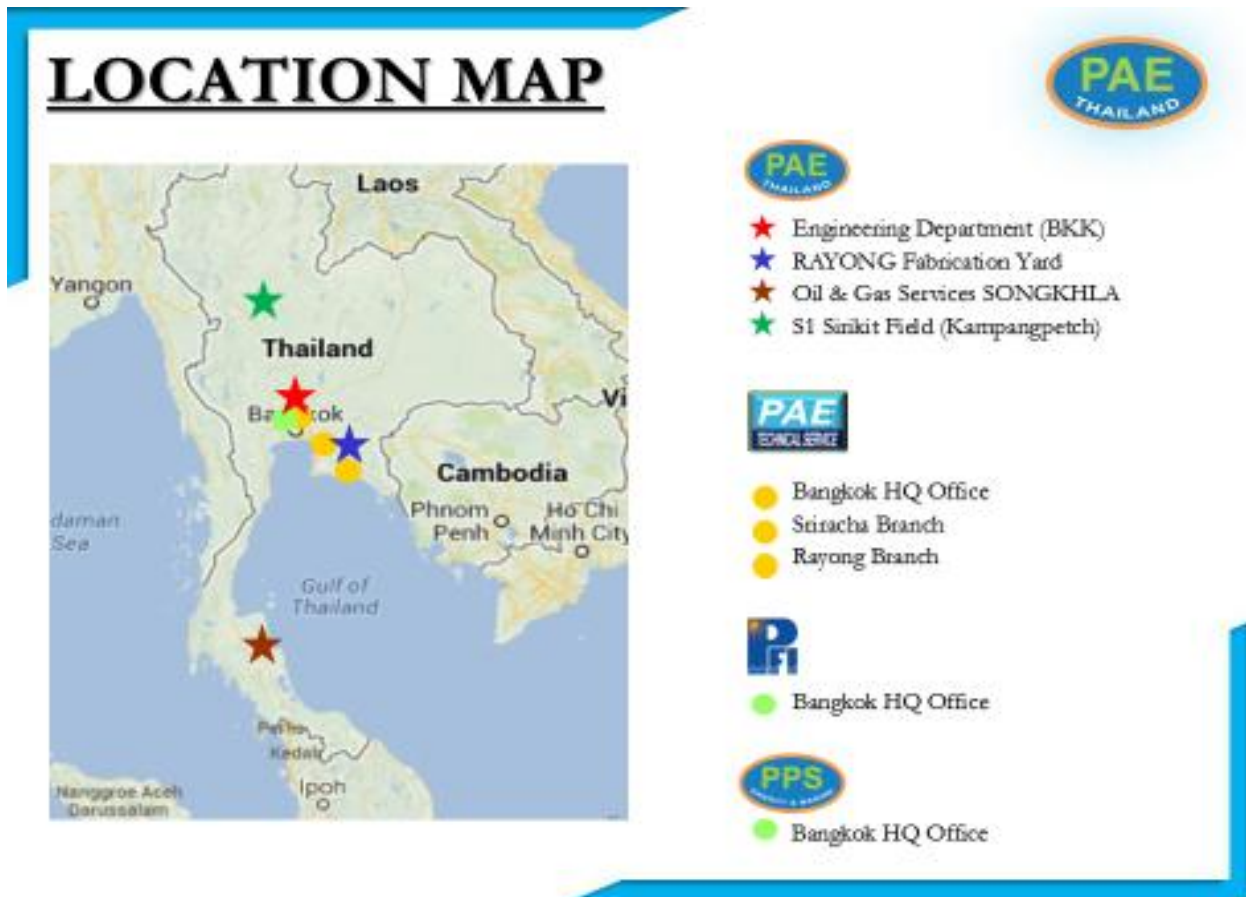 LOCATION MAP
PAE
THAILAND
Laos
Yangon
Thailand
Vi
Cambodia
Phnom
Penh
Ho Chi
Minh City
daman
Sea
Gulf of
Thailand
Kedah
Ipoh
Nanggroe Aceh
Darussalam
PAE
THAILAND
Engineering Department (BKK)
RAYONG Fabrication Yard
Oil & Gas Services SONGKHLA
S1 Sirikit Field (Kampangpetch)
PAE
TECHNICAL SERVICE
Bangkok HQ Office
Sriracha Branch
Rayong Branch
PFI
Bangkok HQ Office
PPS
Bangkok HQ Office